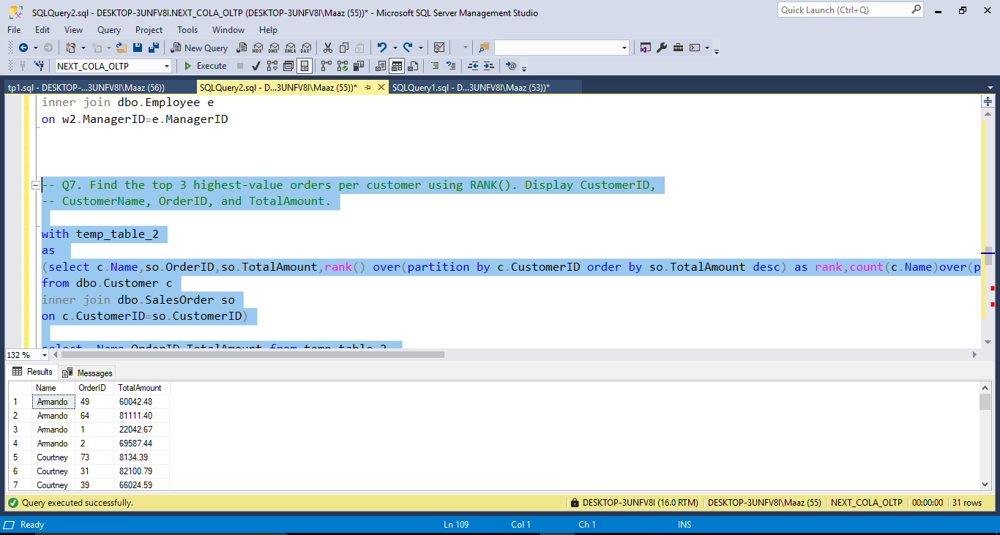 SQLQuery2.sql - DESKTOP-3UNFV8I.NEXT_COLA_OLTP (DESKTOP-3UNFV8I\Maaz (55))* - Microsoft SQL Server Management Studio
Quick Launch (Ctrl+Q)
File Edit View Query Project Tools Window Help
New Query
MDX DMX XMLA DAX
NEXT_COLA_OLTP
Execute
tp1.sql - DESKTOP-...3UNFV8I\Maaz (56))
SQLQuery2.sql - D...3UNFV8I\Maaz (55))*
SQLQuery1.sql - D...3UNFV8I\Maaz (53))*
inner join dbo.Employee e
on w2.ManagerID=e.ManagerID
-- Q7. Find the top 3 highest-value orders per customer using RANK(). Display CustomerID,
-- CustomerName, OrderID, and TotalAmount.
with temp_table_2
as
(select c.Name,so.OrderID,so.TotalAmount,rank() over(partition by c.CustomerID order by so.TotalAmount desc) as rank,count(c.Name)over(p
from dbo.Customer c
inner join dbo.SalesOrder so
on c.CustomerID=so.CustomerID)
select Name,OrderID,TotalAmount from temp_table_2
132 %
Results Messages
Name OrderID TotalAmount
1 Armando 49 60042.48
2 Armando 64 81111.40
3 Armando 1 22042.67
4 Armando 2 69587.44
5 Courtney 73 8134.39
6 Courtney 31 82100.79
7 Courtney 39 66024.59
Query executed successfully.
DESKTOP-3UNFV8I (16.0 RTM) DESKTOP-3UNFV8I\Maaz (55) NEXT_COLA_OLTP 00:00:00 31 rows
Ready Ln 109 Col 1 Ch 1 INS